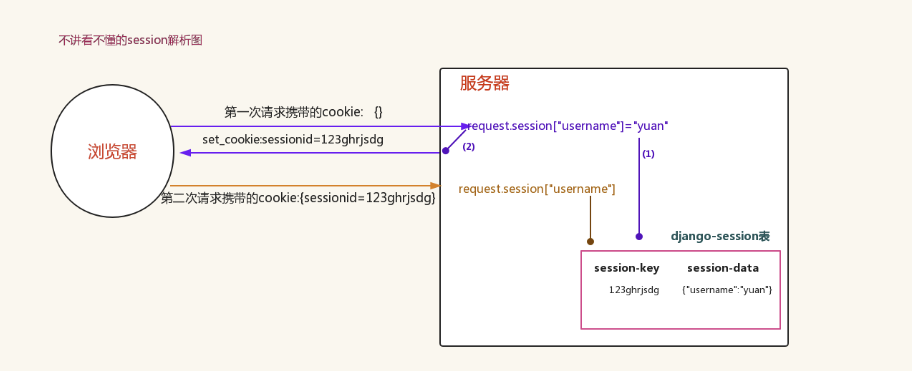 不讲看不懂的session解析图
服务器
第一次请求携带的cookie: {}
request.session["username"]="yuan"
set_cookie:sessionid=123ghrjsdg
(2)
(1)
浏览器
request.session["username"]
第二次请求携带的cookie:{sessionid=123ghrjsdg}
django-session表
session-key session-data
123ghrjsdg {"username":"yuan"}